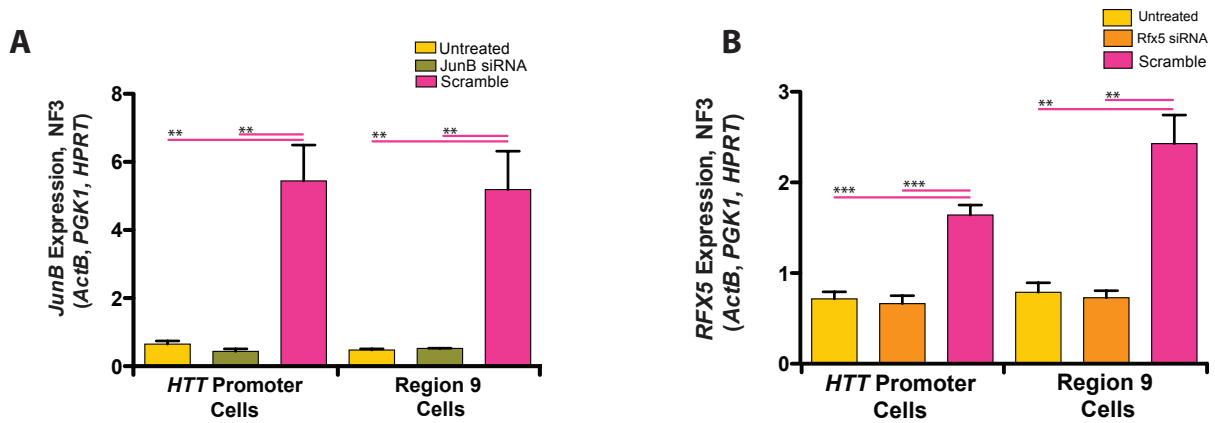 A
Untreated
JunB siRNA
Scramble
JunB Expression, NF3
(ActB, PGK1, HPRT)
8
6
4
2
0
**
**
**
**
HTT Promoter
Cells
Region 9
Cells
B
Untreated
Rfx5 siRNA
Scramble
RFX5 Expression, NF3
(ActB, PGK1, HPRT)
3
2
1
0
***
***
**
**
HTT Promoter
Cells
Region 9
Cells